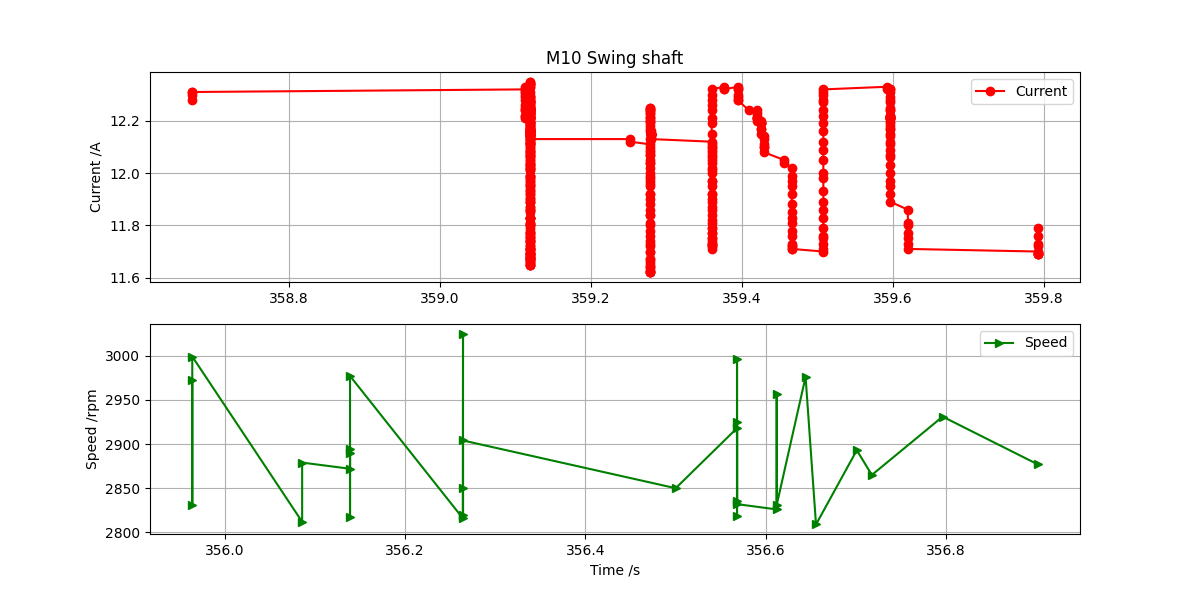 M10 Swing shaft
Current /A
12.2
12.0
11.8
11.6
Current
358.8 359.0 359.2 359.4 359.6 359.8
Speed /rpm
3000
2950
2900
2850
2800
Speed
356.0 356.2 356.4 356.6 356.8
Time /s